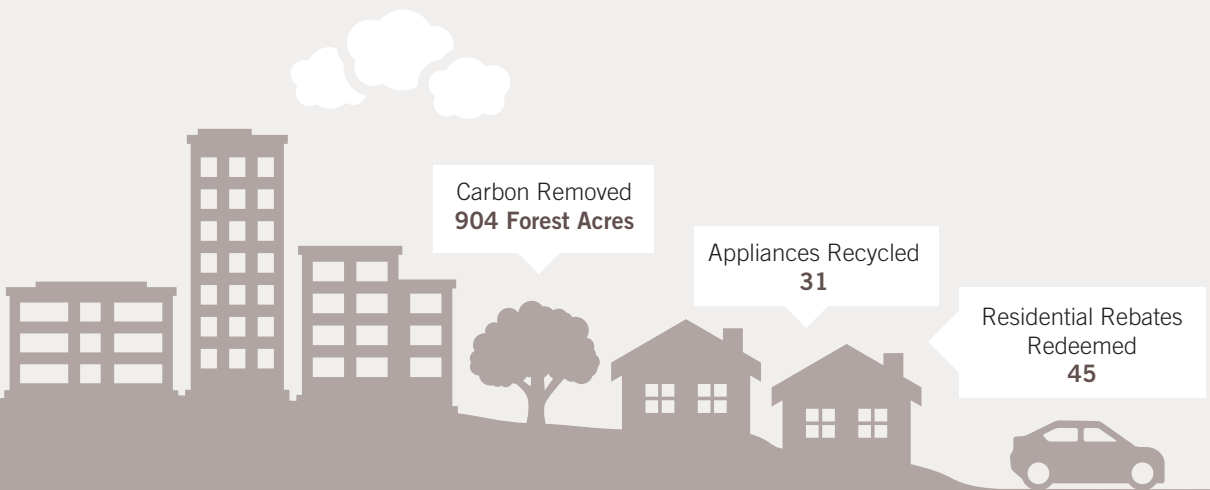 Carbon Removed
904 Forest Acres
Appliances Recycled
31
Residential Rebates
Redeemed
45